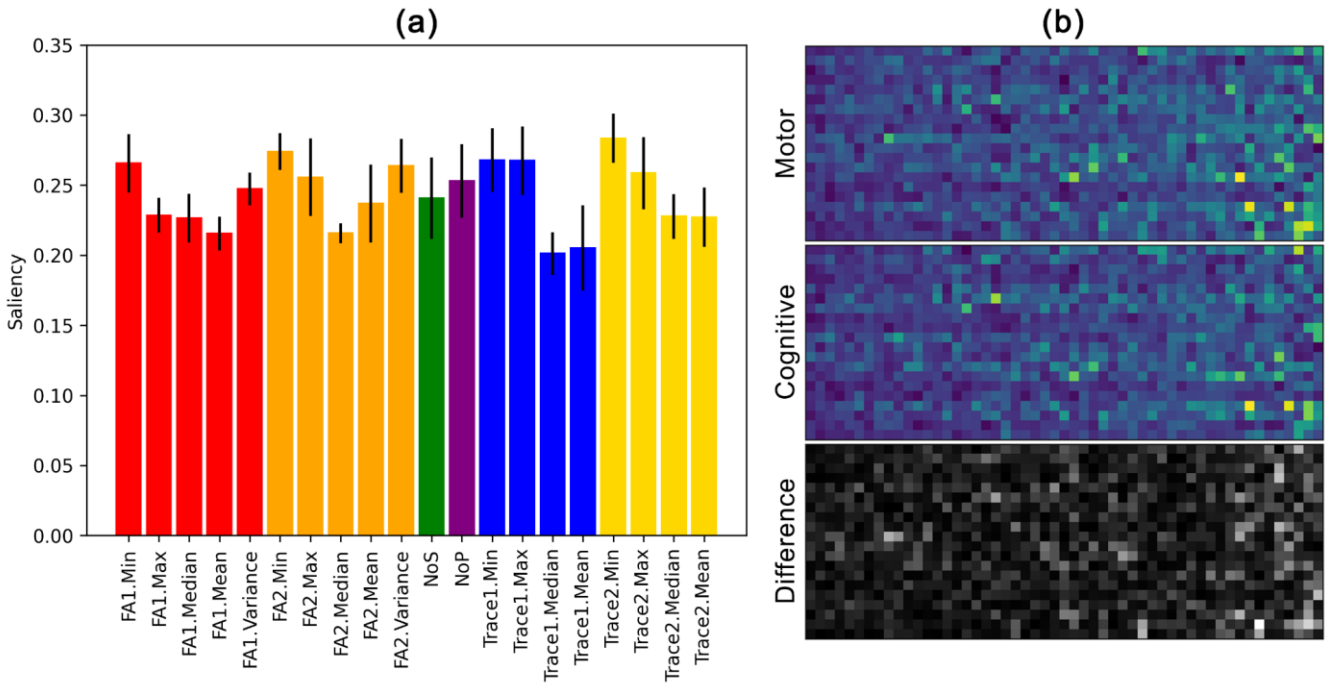 (a)
0.35
0.30
0.25
0.20
0.15
0.10
0.05
0.00
Saliency
FA1.Min
FA1.Max
FA1.Median
FA1.Mean
FA1.Variance
FA2.Min
FA2.Max
FA2.Median
FA2.Mean
FA2.Variance
NoS
NoP
Trace1.Min
Trace1.Max
Trace1.Median
Trace1.Mean
Trace2.Min
Trace2.Max
Trace2.Median
Trace2.Mean
(b)
Motor
Cognitive
Difference